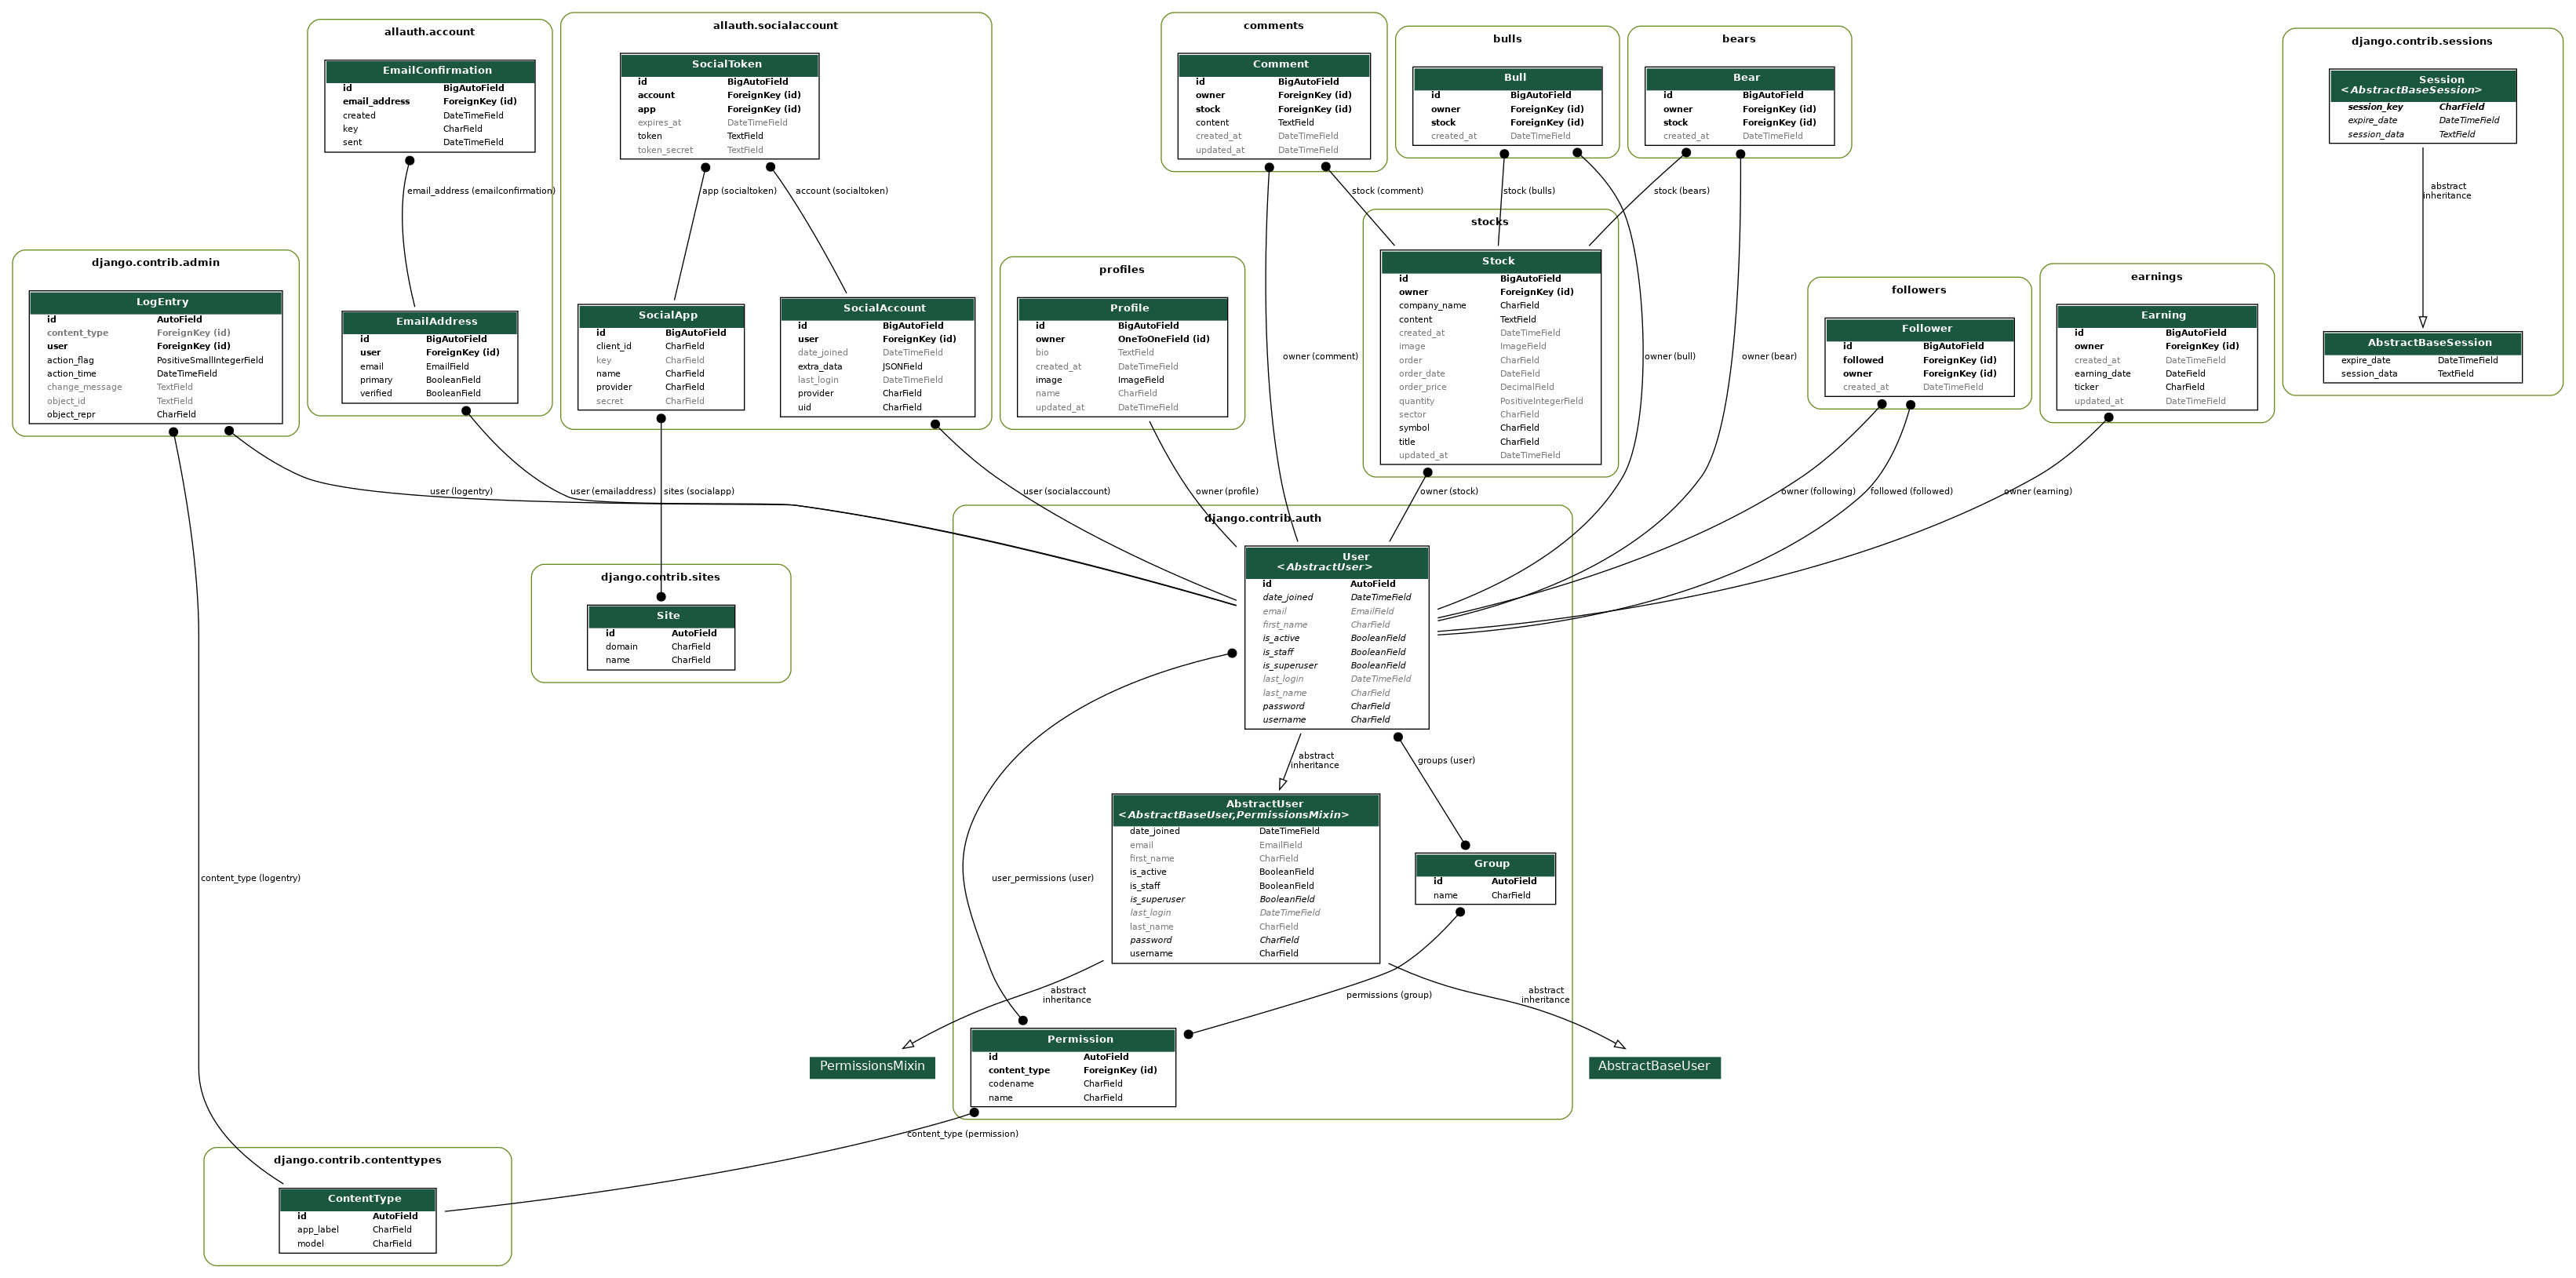 allauth.account
EmailConfirmation
id BigAutoField
email_address ForeignKey (id)
created DateTimeField
key CharField
sent DateTimeField
email_address (emailconfirmation)
EmailAddress
id BigAutoField
user ForeignKey (id)
email EmailField
primary BooleanField
verified BooleanField
allauth.socialaccount
SocialToken
id BigAutoField
account ForeignKey (id)
app ForeignKey (id)
expires_at DateTimeField
token TextField
token_secret TextField
app (socialtoken)
account (socialtoken)
SocialApp
id BigAutoField
client_id CharField
key CharField
name CharField
provider CharField
secret CharField
SocialAccount
id BigAutoField
user ForeignKey (id)
date_joined DateTimeField
extra_data JSONField
last_login DateTimeField
provider CharField
uid CharField
comments
Comment
id BigAutoField
owner ForeignKey (id)
stock ForeignKey (id)
content TextField
created_at DateTimeField
updated_at DateTimeField
bulls
Bull
id BigAutoField
owner ForeignKey (id)
stock ForeignKey (id)
created_at DateTimeField
bears
Bear
id BigAutoField
owner ForeignKey (id)
stock ForeignKey (id)
created_at DateTimeField
django.contrib.sessions
Session
<AbstractBaseSession>
session_key CharField
expire_date DateTimeField
session_data TextField
abstract
inheritance
AbstractBaseSession
expire_date DateTimeField
session_data TextField
stock (comment)
stock (bulls)
stock (bears)
stocks
Stock
id BigAutoField
owner ForeignKey (id)
company_name CharField
content TextField
created_at DateTimeField
image ImageField
order CharField
order_date DateField
order_price DecimalField
quantity PositiveIntegerField
sector CharField
symbol CharField
title CharField
updated_at DateTimeField
django.contrib.admin
LogEntry
id AutoField
content_type ForeignKey (id)
user ForeignKey (id)
action_flag PositiveSmallIntegerField
action_time DateTimeField
change_message TextField
object_id TextField
object_repr CharField
profiles
Profile
id BigAutoField
owner OneToOneField (id)
bio TextField
created_at DateTimeField
image ImageField
name CharField
updated_at DateTimeField
followers
Follower
id BigAutoField
followed ForeignKey (id)
owner ForeignKey (id)
created_at DateTimeField
earnings
Earning
id BigAutoField
owner ForeignKey (id)
created_at DateTimeField
earning_date DateField
ticker CharField
updated_at DateTimeField
owner (comment)
owner (bull)
owner (bear)
user (logentry)
user (emailaddress)
sites (socialapp)
user (socialaccount)
owner (profile)
owner (stock)
owner (following)
followed (followed)
owner (earning)
django.contrib.sites
Site
id AutoField
domain CharField
name CharField
django.contrib.auth
User
<AbstractUser>
id AutoField
date_joined DateTimeField
email EmailField
first_name CharField
is_active BooleanField
is_staff BooleanField
is_superuser BooleanField
last_login DateTimeField
last_name CharField
password CharField
username CharField
abstract
inheritance
groups (user)
AbstractUser
<AbstractBaseUser,PermissionsMixin>
date_joined DateTimeField
email EmailField
first_name CharField
is_active BooleanField
is_staff BooleanField
is_superuser BooleanField
last_login DateTimeField
last_name CharField
password CharField
username CharField
Group
id AutoField
name CharField
content_type (logentry)
user_permissions (user)
abstract
inheritance
permissions (group)
abstract
inheritance
PermissionsMixin
Permission
id AutoField
content_type ForeignKey (id)
codename CharField
name CharField
AbstractBaseUser
content_type (permission)
django.contrib.contenttypes
ContentType
id AutoField
app_label CharField
model CharField